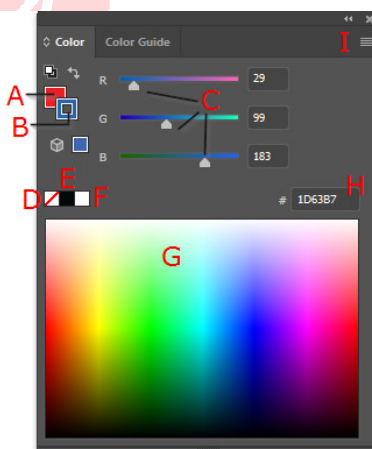 Color Color Guide I
A R 29
C
B G 99
B 183
E H
D F # 1D63B7
G